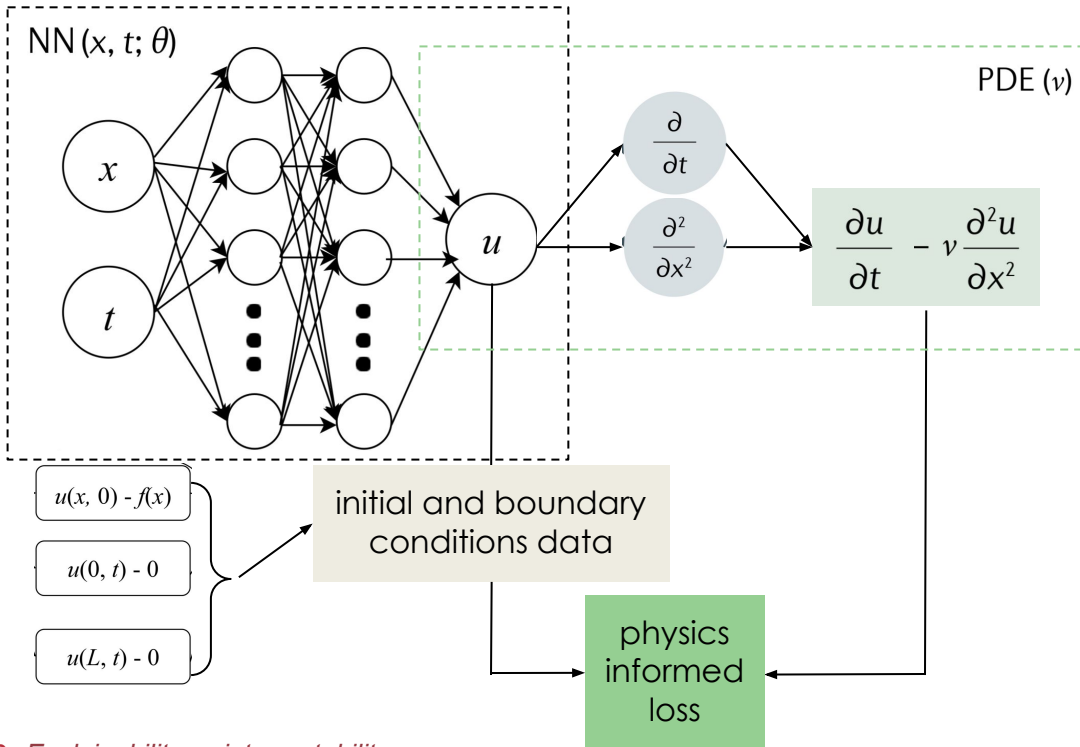 NN(x, t; θ)
PDE (ν)
x
t
u
∂
∂t
∂²
∂x²
∂u
∂t
- ν
∂²u
∂x²
u(x, 0) - f(x)
u(0, t) - 0
u(L, t) - 0
initial and boundary
conditions data
physics
informed
loss